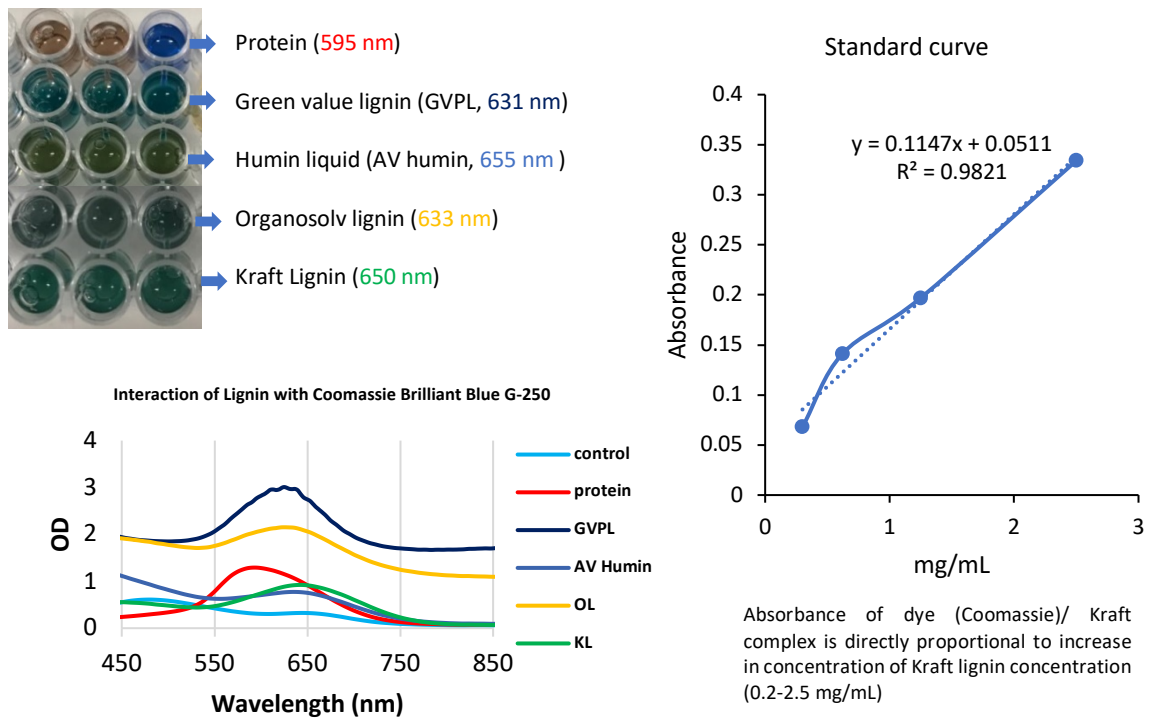 Protein (595 nm)
Green value lignin (GVPL, 631 nm)
Humin liquid (AV humin, 655 nm )
Organosolv lignin (633 nm)
Kraft Lignin (650 nm)
Interaction of Lignin with Coomassie Brilliant Blue G-250
4
3
2
1
0
OD
450
550
650
750
850
Wavelength (nm)
control
protein
GVPL
AV Humin
OL
KL
Standard curve
0.4
0.35
0.3
0.25
0.2
0.15
0.1
0.05
0
Absorbance
y = 0.1147x + 0.0511
R² = 0.9821
0
1
2
3
mg/mL
Absorbance of dye (Coomassie)/ Kraft
complex is directly proportional to increase
in concentration of Kraft lignin concentration
(0.2-2.5 mg/mL)